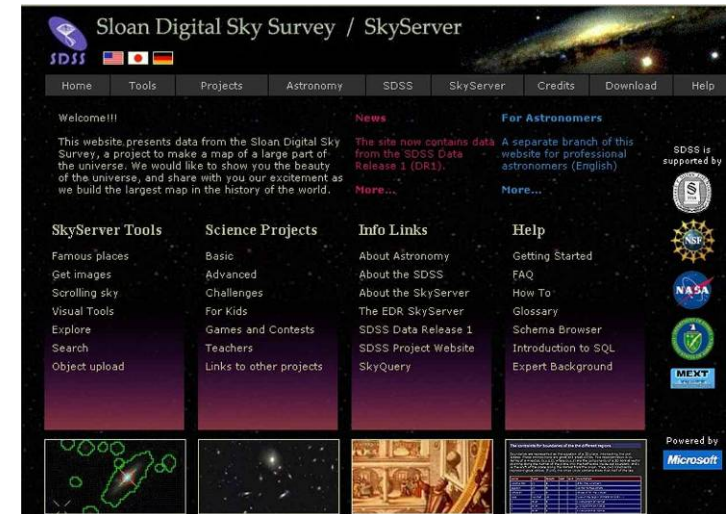 Sloan Digital Sky Survey / SkyServer
SDSS
Home Tools Projects Astronomy SDSS SkyServer Credits Download Help
Welcome!!!
This website presents data from the Sloan Digital Sky
Survey, a project to make a map of a large part of
the universe. We would like to show you the beauty
of the universe, and share with you our excitement as
we build the largest map in the history of the world.
News
The site now contains data
from the SDSS Data
Release 1 (DR1).
More...
For Astronomers
A separate branch of this
website for professional
astronomers (English)
More...
SDSS is
supported by
NSF
NASA
MEXT
Powered by
Microsoft
SkyServer Tools
Famous places
Get images
Scrolling sky
Visual Tools
Explore
Search
Object upload
Science Projects
Basic
Advanced
Challenges
For Kids
Games and Contests
Teachers
Links to other projects
Info Links
About Astronomy
About the SDSS
About the SkyServer
The EDR SkyServer
SDSS Data Release 1
SDSS Project Website
SkyQuery
Help
Getting Started
FAQ
How To
Glossary
Schema Browser
Introduction to SQL
Expert Background